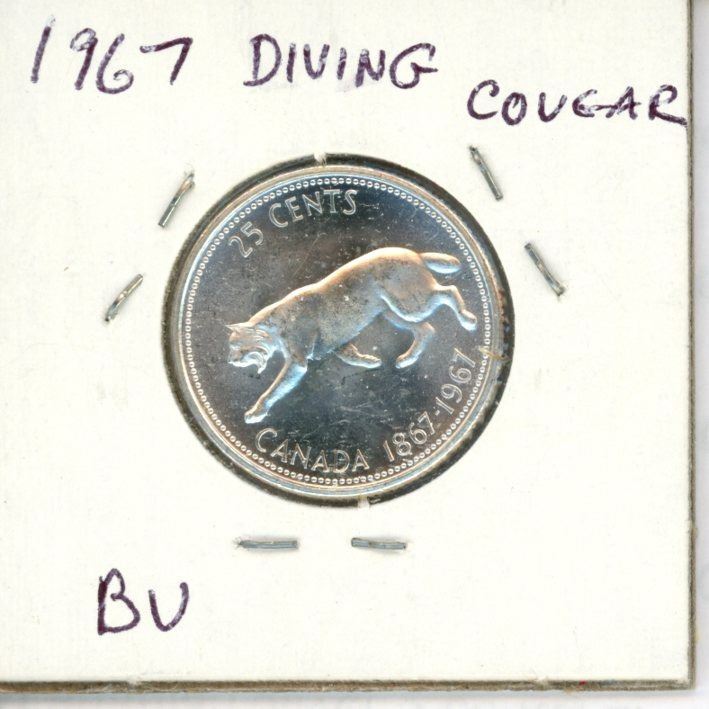 1967 DIVING
COUGAR
25 CENTS
CANADA 1867-1967
BU